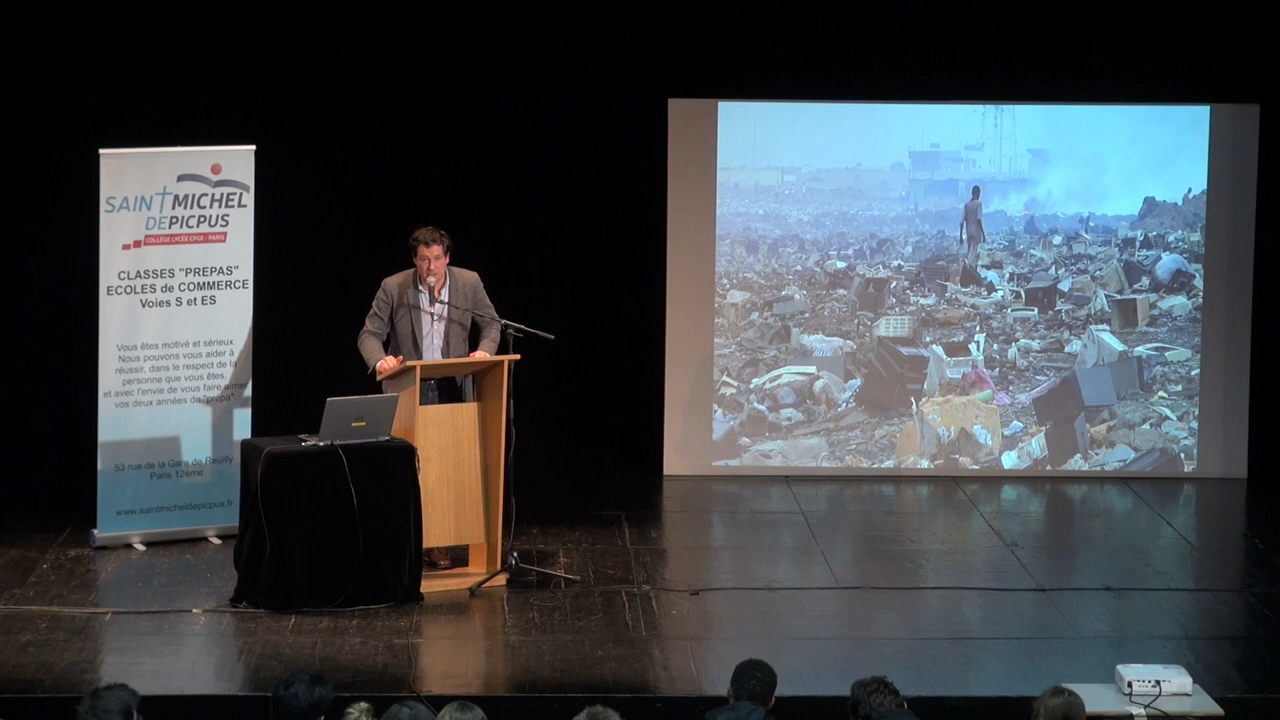 SAINT MICHEL
DE PICPUS
COLLÈGE LYCÉE CPGE - PARIS
CLASSES "PREPAS"
ECOLES de COMMERCE
Voies S et ES
Vous êtes motivé et sérieux.
Nous pouvons vous aider à
réussir, dans le respect de la
personne que vous êtes,
et avec l'envie de vous faire aimer
vos deux années de "prépa"
53 rue de la Gare de Reuilly
Paris 12ème
www.saintmicheldepicpus.fr